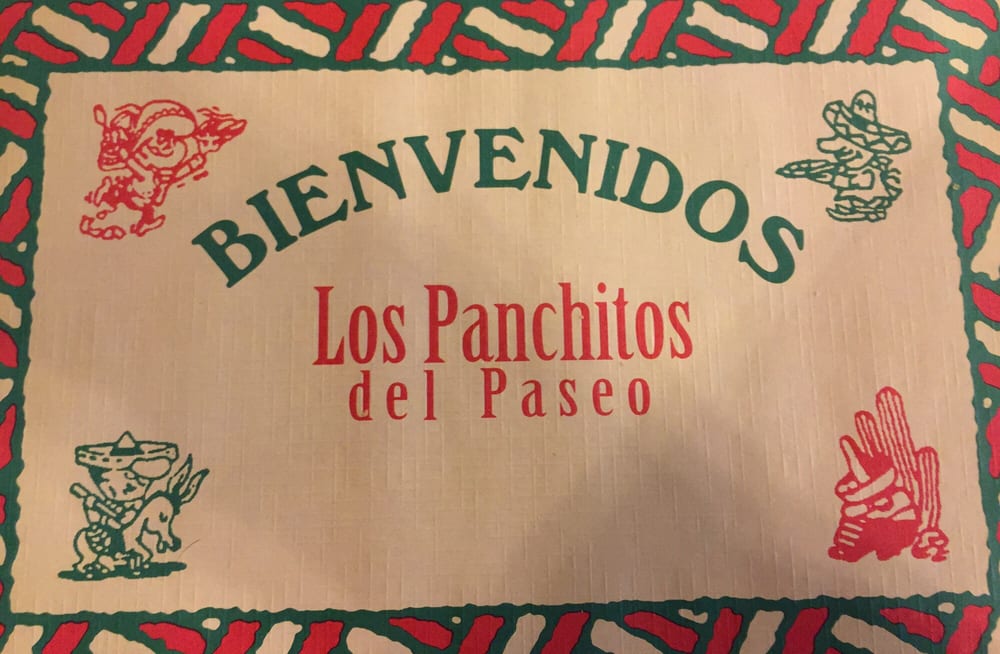 BIENVENIDOS
Los Panchitos
del Paseo